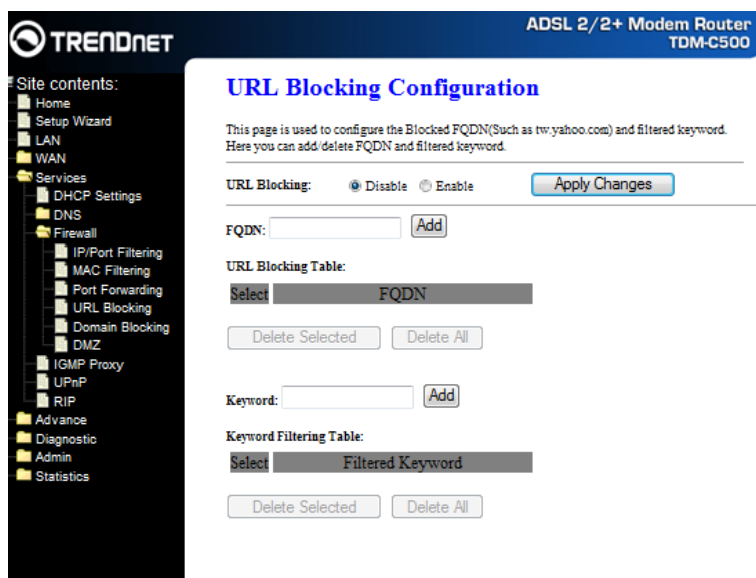 TRENDNET
ADSL 2/2+ Modem Router
TDM-C500
Site contents:
Home
Setup Wizard
LAN
WAN
Services
DHCP Settings
DNS
Firewall
IP/Port Filtering
MAC Filtering
Port Forwarding
URL Blocking
Domain Blocking
DMZ
IGMP Proxy
UPnP
RIP
Advance
Diagnostic
Admin
Statistics
URL Blocking Configuration
This page is used to configure the Blocked FQDN(Such as tw.yahoo.com) and filtered keyword.
Here you can add/delete FQDN and filtered keyword.
URL Blocking: Disable Enable Apply Changes
FQDN: Add
URL Blocking Table:
Select FQDN
Delete Selected Delete All
Keyword: Add
Keyword Filtering Table:
Select Filtered Keyword
Delete Selected Delete All